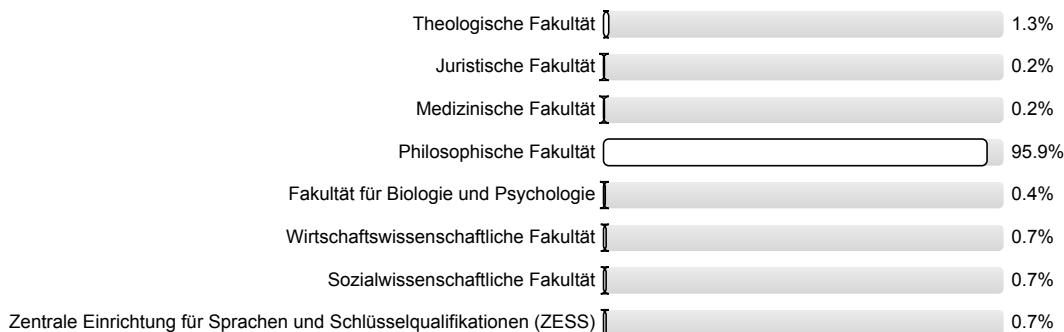 Theologische Fakultät 1.3%
Juristische Fakultät 0.2%
Medizinische Fakultät 0.2%
Philosophische Fakultät 95.9%
Fakultät für Biologie und Psychologie 0.4%
Wirtschaftswissenschaftliche Fakultät 0.7%
Sozialwissenschaftliche Fakultät 0.7%
Zentrale Einrichtung für Sprachen und Schlüsselqualifikationen (ZESS) 0.7%